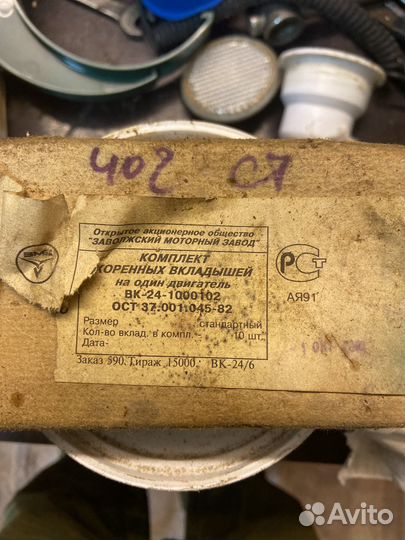 402 СТ
Открытое акционерное общество
"ЗАВОЛЖСКИЙ МОТОРНЫЙ ЗАВОД"
КОМПЛЕКТ
КОРЕННЫХ ВКЛАДЫШЕЙ
на один двигатель
ВК-24-1000102
ОСТ 37.001.045-82
Размер стандартный
Кол-во вклад. в компл.- 10 шт.
Дата-
РСТ
АЯ91
Заказ 590. Тираж 15000. ВК-24/6
Avito